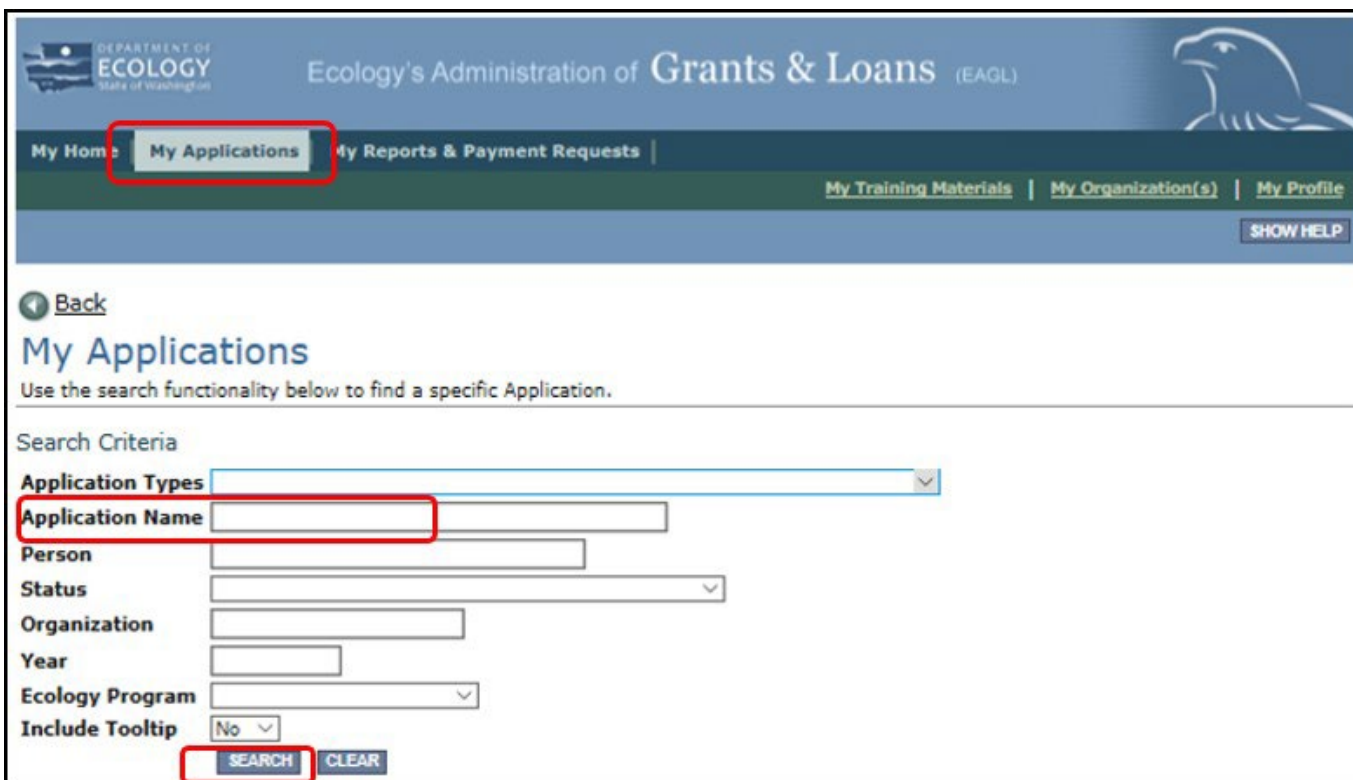 DEPARTMENT OF
ECOLOGY
State of Washington
Ecology's Administration of Grants & Loans (EAGL)
My Home | My Applications | My Reports & Payment Requests |
My Training Materials | My Organization(s) | My Profile
SHOW HELP
Back
My Applications
Use the search functionality below to find a specific Application.
Search Criteria
Application Types
Application Name
Person
Status
Organization
Year
Ecology Program
Include Tooltip No
SEARCH CLEAR